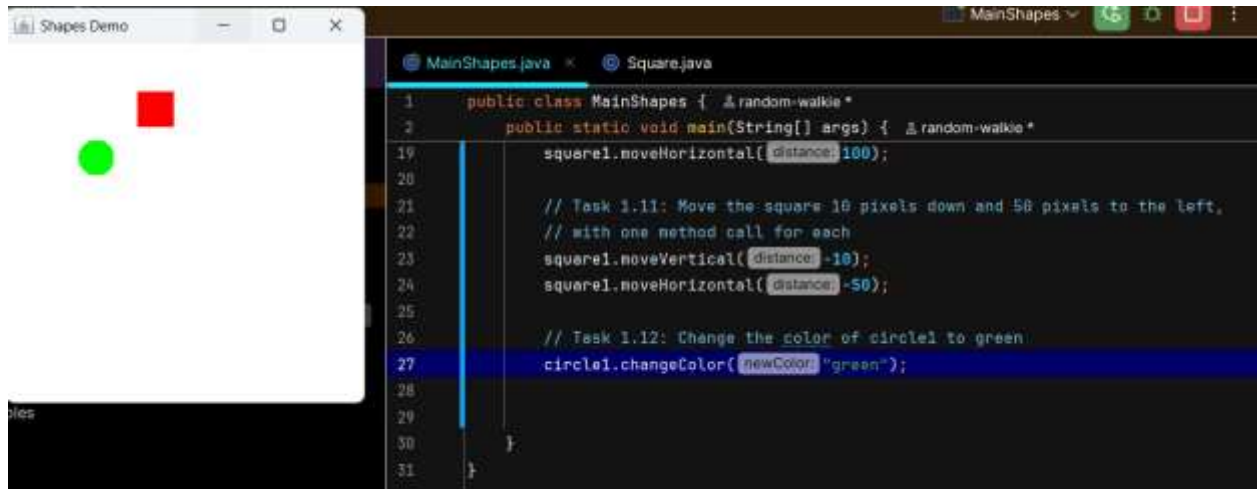 Shapes Demo
MainShapes
MainShapes.java
Square.java
1 public class MainShapes { random-walkie *
2 public static void main(String[] args) { random-walkie *
19 square1.moveHorizontal( distance: 100);
20
21 // Task 1.11: Move the square 10 pixels down and 50 pixels to the left,
22 // with one method call for each
23 square1.moveVertical( distance: -10);
24 square1.moveHorizontal( distance: -50);
25
26 // Task 1.12: Change the color of circle1 to green
27 circle1.changeColor( newColor: "green");
28
29
30 }
31 }